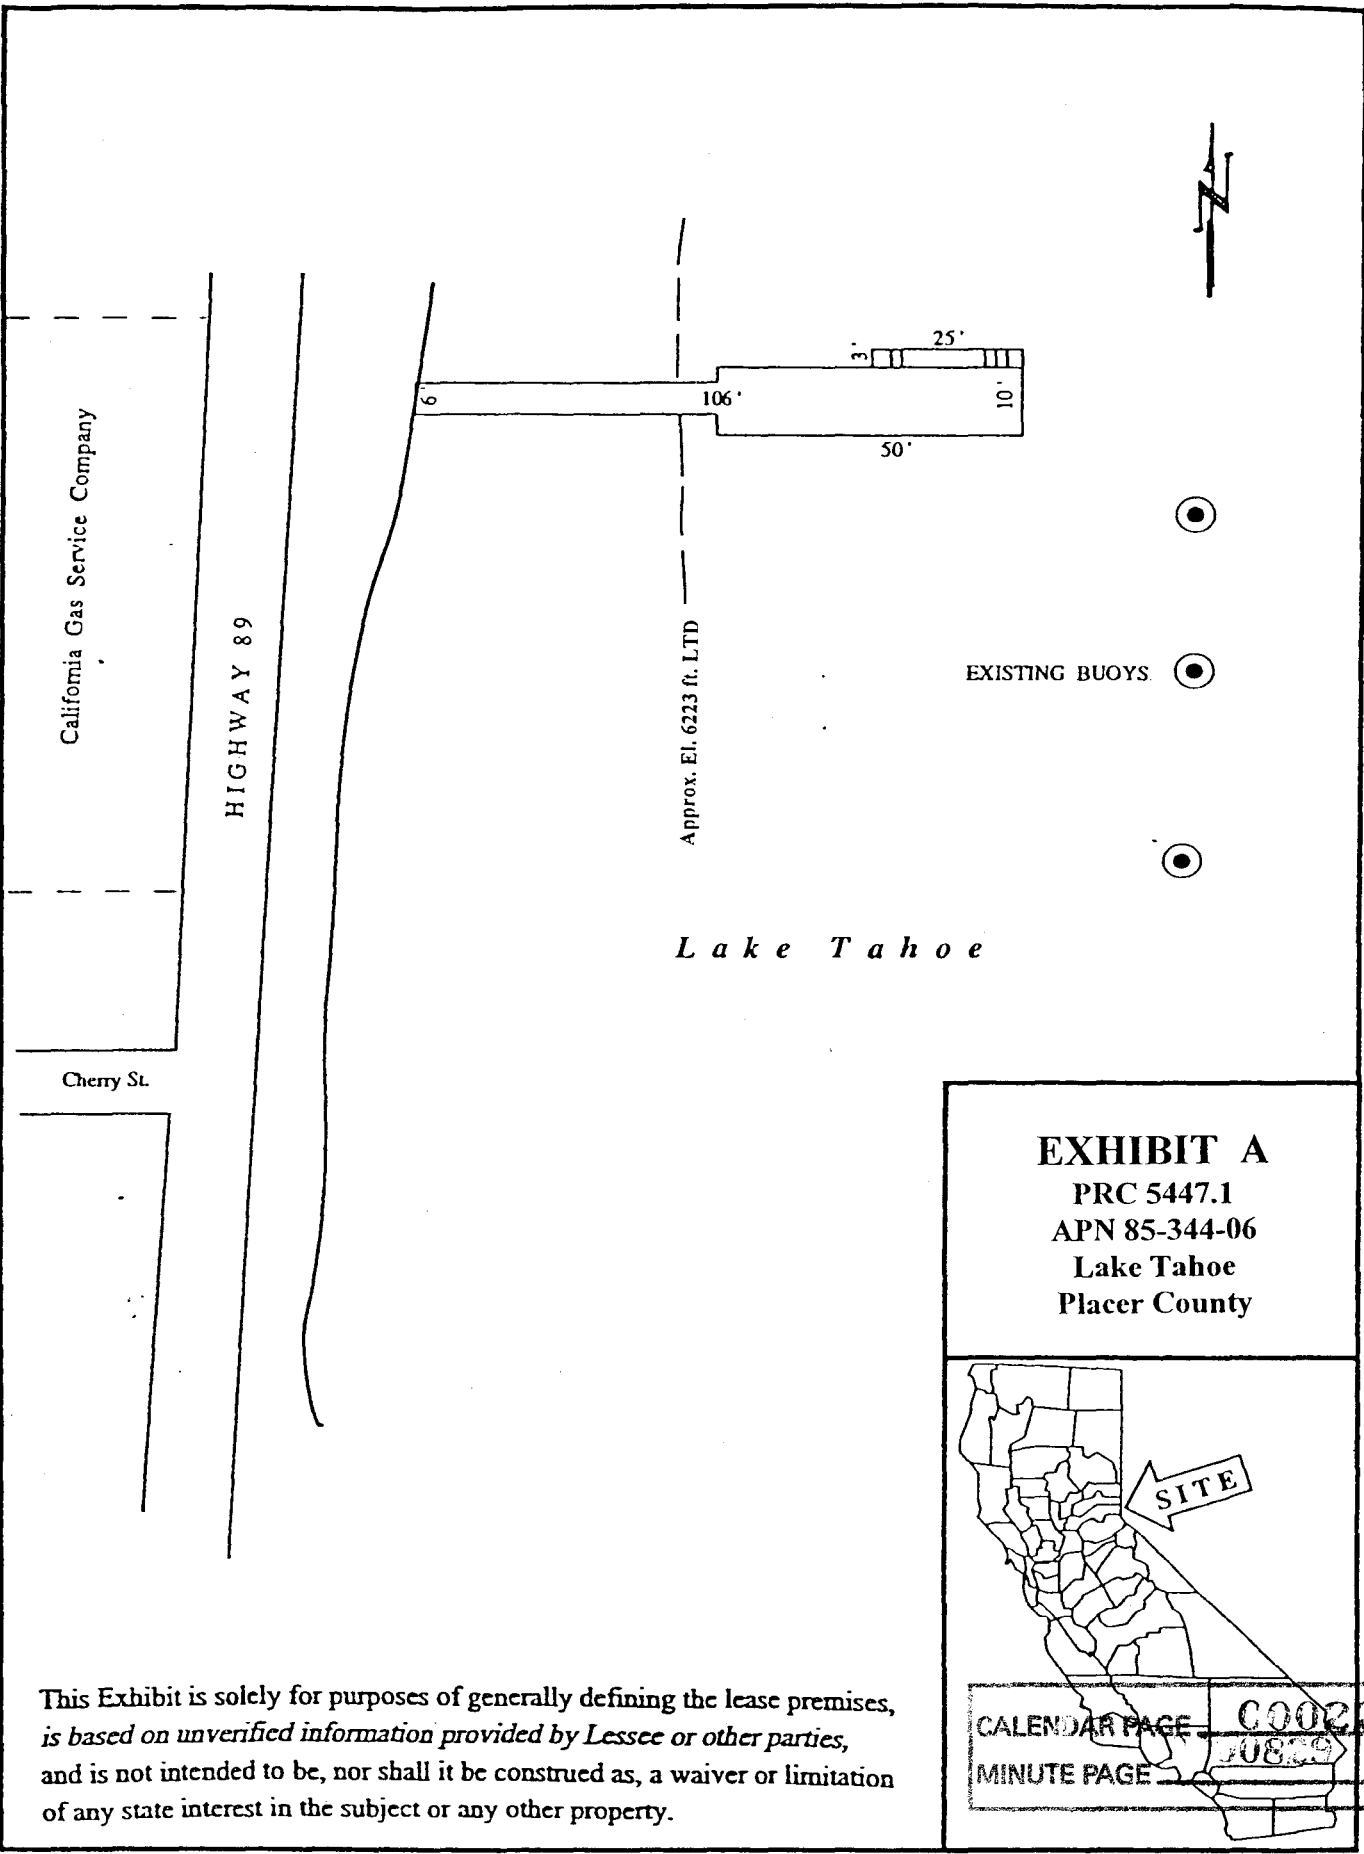 N
25'
3'
6'
106'
10'
50'
California Gas Service Company
HIGHWAY 89
Approx. El. 6223 ft. LTD
EXISTING BUOYS
Lake Tahoe
Cherry St.
EXHIBIT A
PRC 5447.1
APN 85-344-06
Lake Tahoe
Placer County
SITE
This Exhibit is solely for purposes of generally defining the lease premises,
is based on unverified information provided by Lessee or other parties,
and is not intended to be, nor shall it be construed as, a waiver or limitation
of any state interest in the subject or any other property.
CALENDAR PAGE
MINUTE PAGE